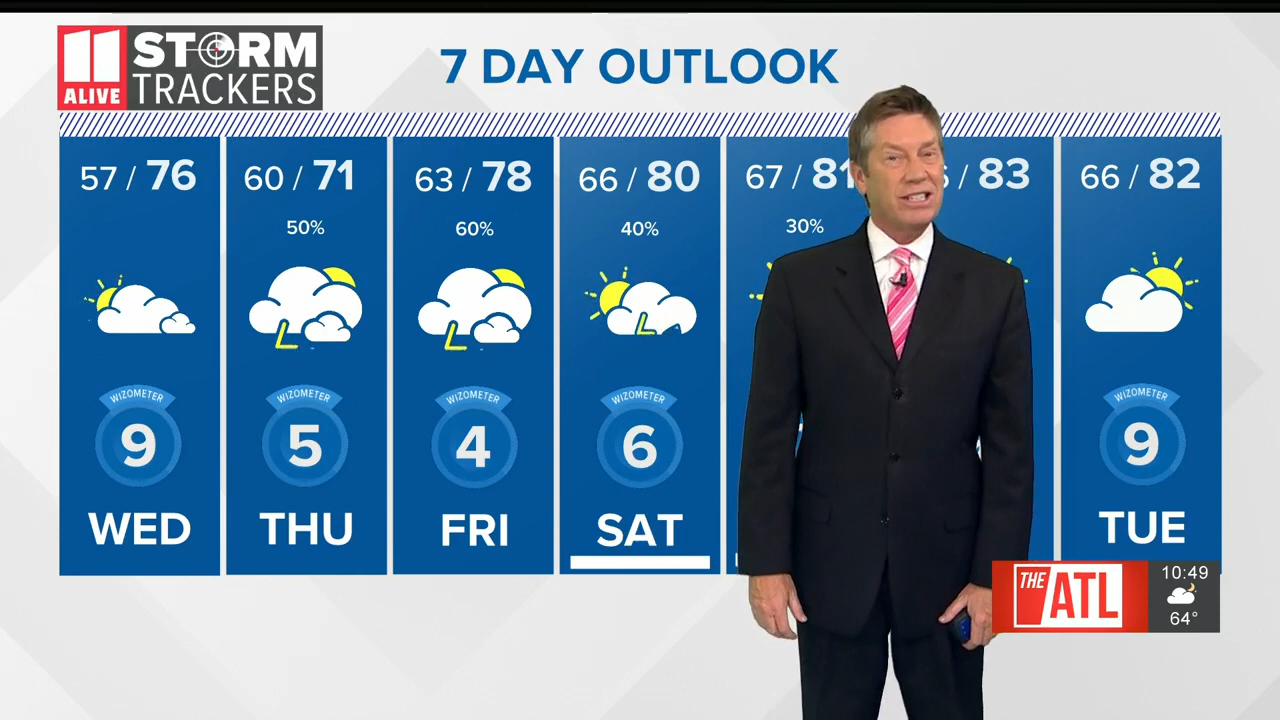 11
ALIVE
STORM
TRACKERS
7 DAY OUTLOOK
57 / 76
60 / 71
63 / 78
66 / 80
67 / 81
/ 83
66 / 82
50%
60%
40%
30%
WIZOMETER
9
WIZOMETER
5
WIZOMETER
4
WIZOMETER
6
WIZOMETER
9
WED
THU
FRI
SAT
TUE
THE
ATL
10:49
64°